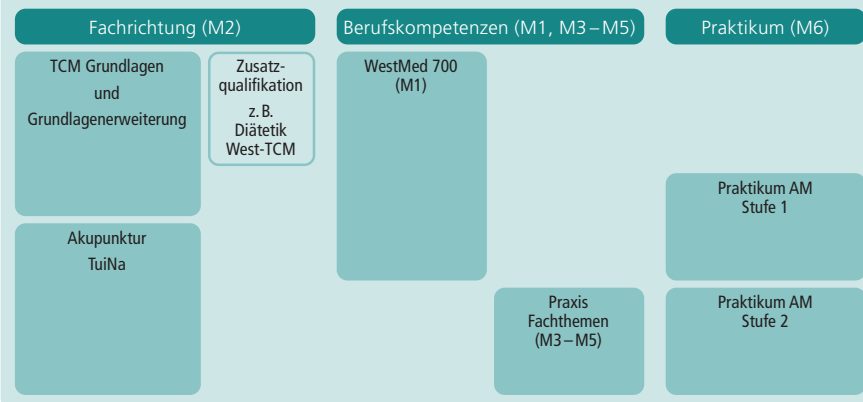 Fachrichtung (M2)
TCM Grundlagen
und
Grundlagenerweiterung
Zusatz-
qualifikation
z. B.
Diätetik
West-TCM
Akupunktur
TuiNa
Berufskompetenzen (M1, M3–M5)
WestMed 700
(M1)
Praxis
Fachthemen
(M3–M5)
Praktikum (M6)
Praktikum AM
Stufe 1
Praktikum AM
Stufe 2